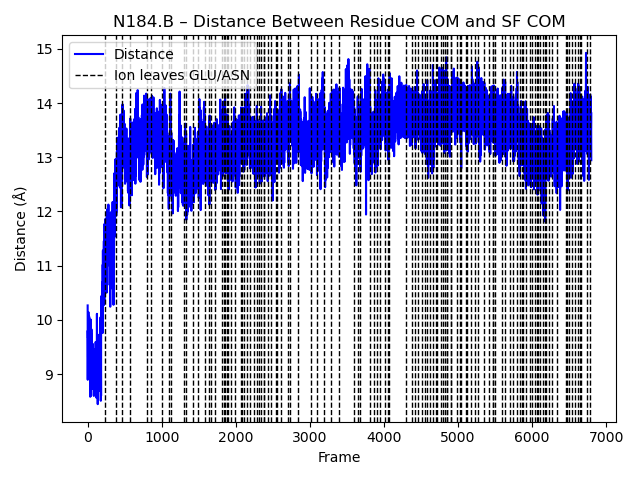 N184.B – Distance Between Residue COM and SF COM
Distance
Ion leaves GLU/ASN
Distance (Å)
15
14
13
12
11
10
9
0 1000 2000 3000 4000 5000 6000 7000
Frame